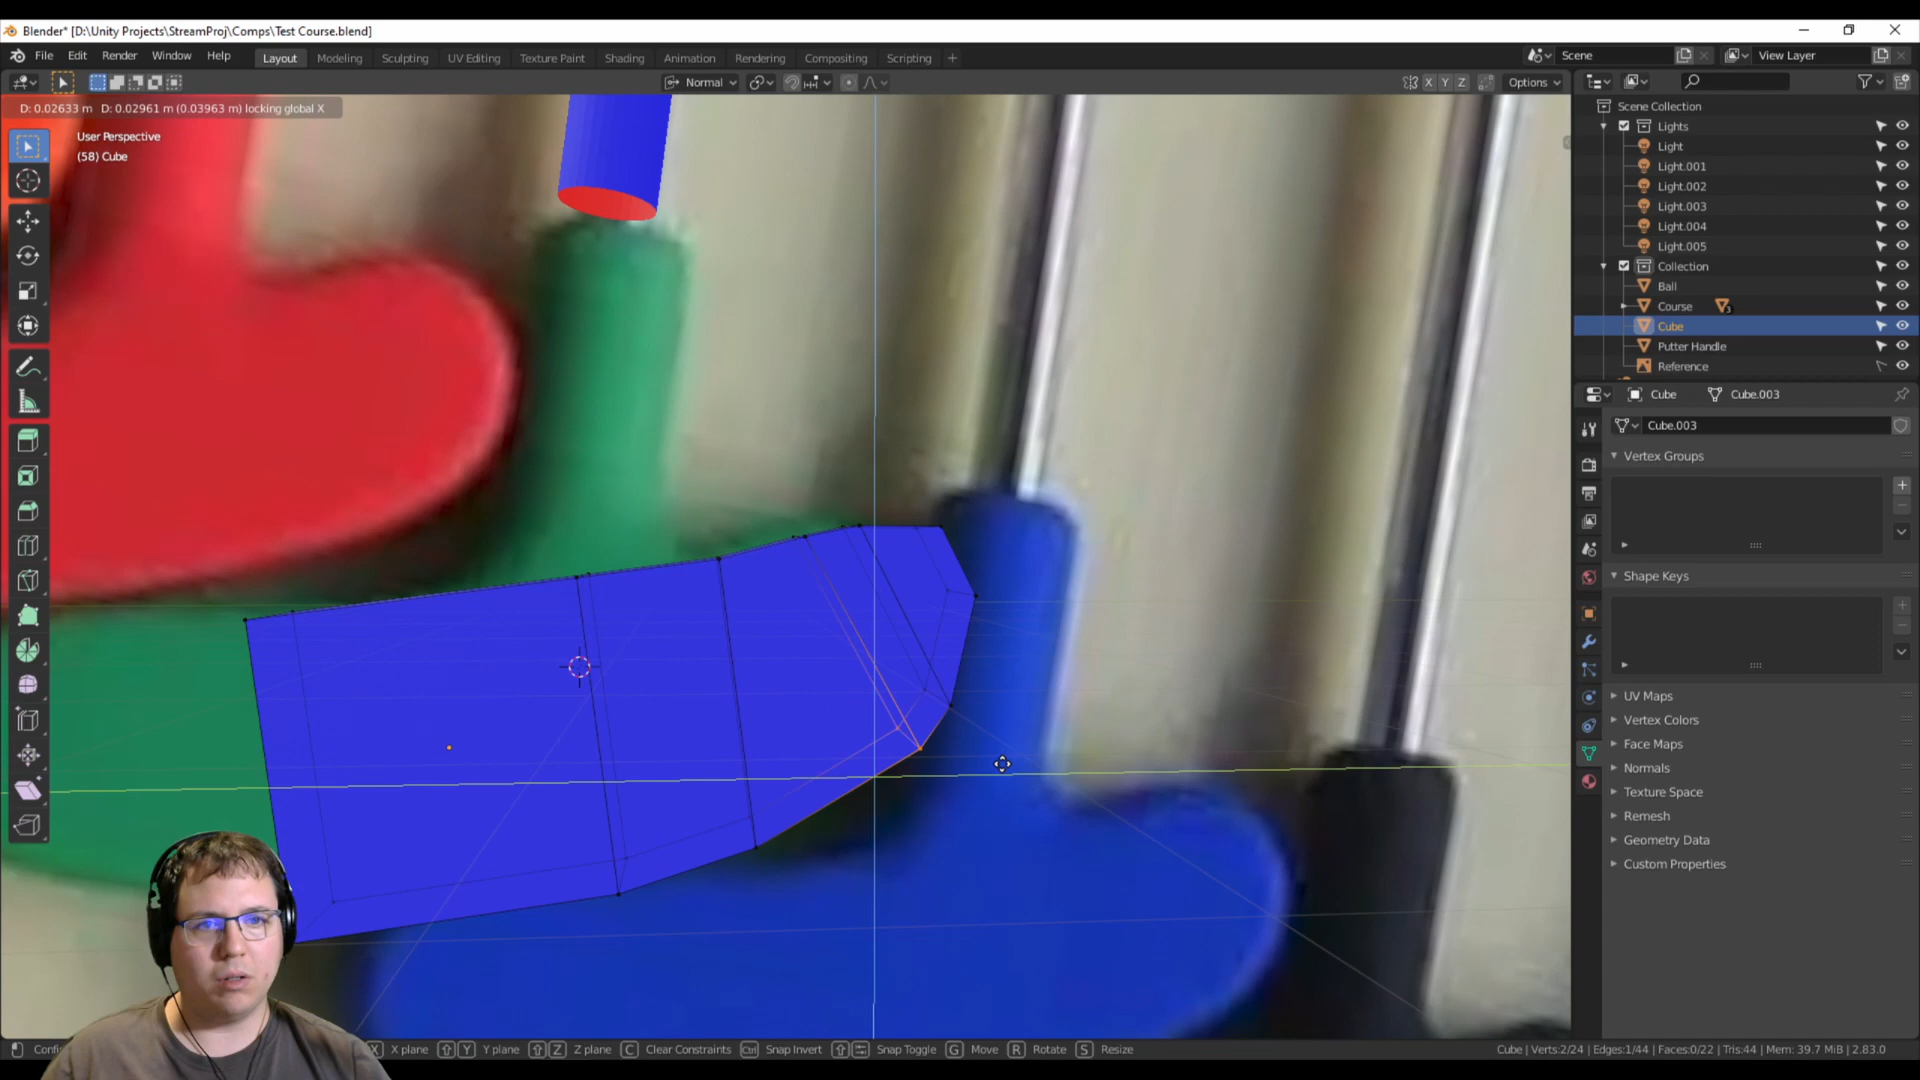 Blender* [D:\Unity Projects\StreamProj\Comps\Test Course.blend]
File Edit Render Window Help
Layout Modeling Sculpting UV Editing Texture Paint Shading Animation Rendering Compositing Scripting +
Scene View Layer
Normal X Y Z Options
D: 0.02633 m D: 0.02961 m (0.03963 m) locking global X
User Perspective
(58) Cube
Scene Collection
Lights
Light
Light.001
Light.002
Light.003
Light.004
Light.005
Collection
Ball
Course 3
Cube
Putter Handle
Reference
Cube Cube.003
Cube.003
Vertex Groups
Shape Keys
UV Maps
Vertex Colors
Face Maps
Normals
Texture Space
Remesh
Geometry Data
Custom Properties
X X plane Y Y plane Z Z plane C Clear Constraints Ctrl Snap Invert Snap Toggle G Move R Rotate S Resize
Cube | Verts:2/24 | Edges:1/44 | Faces:0/22 | Tris:44 | Mem: 39.7 MiB | 2.83.0